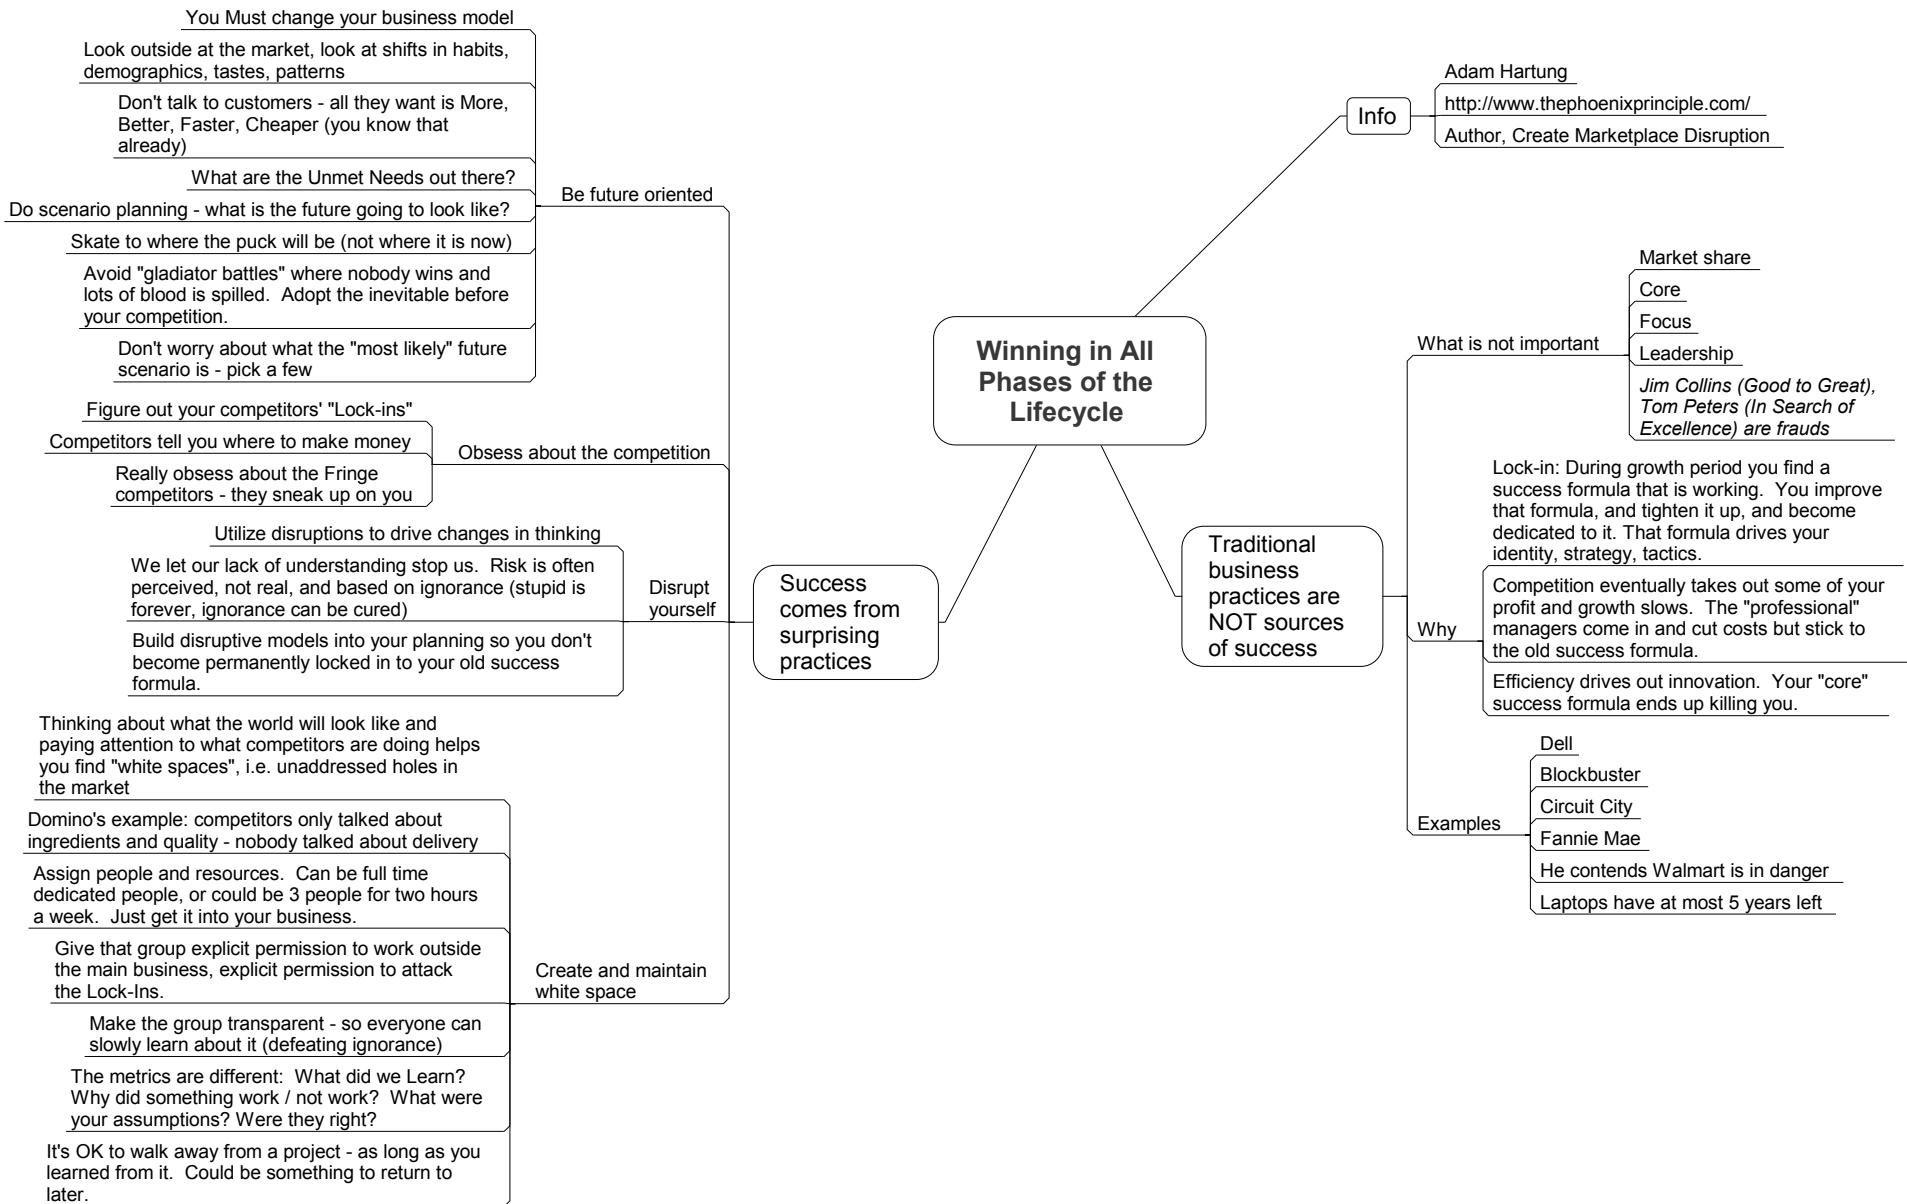 Winning in All
Phases of the
Lifecycle
Info
Adam Hartung
http://www.thephoenixprinciple.com/
Author, Create Marketplace Disruption
Traditional
business
practices are
NOT sources
of success
What is not important
Market share
Core
Focus
Leadership
Jim Collins (Good to Great),
Tom Peters (In Search of
Excellence) are frauds
Why
Lock-in: During growth period you find a
success formula that is working.  You improve
that formula, and tighten it up, and become
dedicated to it. That formula drives your
identity, strategy, tactics.
Competition eventually takes out some of your
profit and growth slows.  The "professional"
managers come in and cut costs but stick to
the old success formula.
Efficiency drives out innovation.  Your "core"
success formula ends up killing you.
Examples
Dell
Blockbuster
Circuit City
Fannie Mae
He contends Walmart is in danger
Laptops have at most 5 years left
Success
comes from
surprising
practices
Be future oriented
You Must change your business model
Look outside at the market, look at shifts in habits,
demographics, tastes, patterns
Don't talk to customers - all they want is More,
Better, Faster, Cheaper (you know that
already)
What are the Unmet Needs out there?
Do scenario planning - what is the future going to look like?
Skate to where the puck will be (not where it is now)
Avoid "gladiator battles" where nobody wins and
lots of blood is spilled.  Adopt the inevitable before
your competition.
Don't worry about what the "most likely" future
scenario is - pick a few
Obsess about the competition
Figure out your competitors' "Lock-ins"
Competitors tell you where to make money
Really obsess about the Fringe
competitors - they sneak up on you
Disrupt
yourself
Utilize disruptions to drive changes in thinking
We let our lack of understanding stop us.  Risk is often
perceived, not real, and based on ignorance (stupid is
forever, ignorance can be cured)
Build disruptive models into your planning so you don't
become permanently locked in to your old success
formula.
Create and maintain
white space
Thinking about what the world will look like and
paying attention to what competitors are doing helps
you find "white spaces", i.e. unaddressed holes in
the market
Domino's example: competitors only talked about
ingredients and quality - nobody talked about delivery
Assign people and resources.  Can be full time
dedicated people, or could be 3 people for two hours
a week.  Just get it into your business.
Give that group explicit permission to work outside
the main business, explicit permission to attack
the Lock-Ins.
Make the group transparent - so everyone can
slowly learn about it (defeating ignorance)
The metrics are different:  What did we Learn?
Why did something work / not work?  What were
your assumptions? Were they right?
It's OK to walk away from a project - as long as you
learned from it.  Could be something to return to
later.